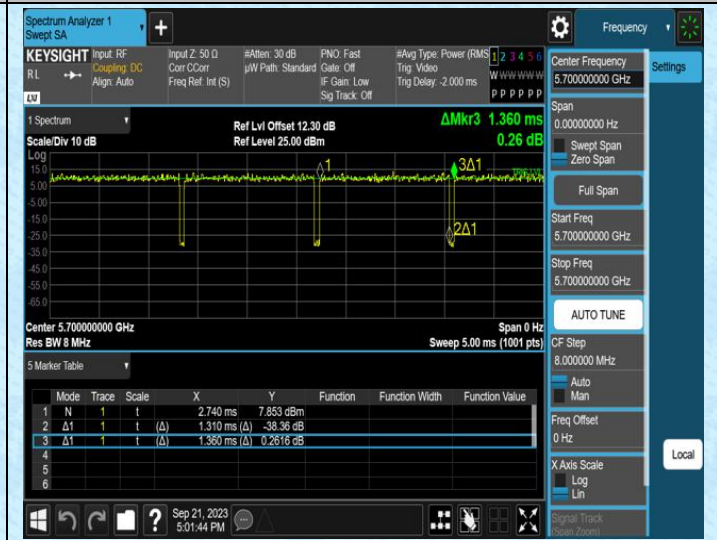 Spectrum Analyzer 1
Swept SA
+
Frequency
KEYSIGHT
RL
LXI
Input: RF
Coupling: DC
Align: Auto
Input Z: 50 Ω
Corr CCorr
Freq Ref: Int (S)
#Atten: 30 dB
µW Path: Standard
PNO: Fast
Gate: Off
IF Gain: Low
Sig Track: Off
#Avg Type: Power (RMS
Trig: Video
Trig Delay: -2.000 ms
1 2 3 4 5 6
W W W W W W
P P P P P P
1 Spectrum
Scale/Div 10 dB
Log
Ref Lvl Offset 12.30 dB
Ref Level 25.00 dBm
ΔMkr3 1.360 ms
0.26 dB
15.0
5.00
-5.00
-15.0
-25.0
-35.0
-45.0
-55.0
-65.0
1
3Δ1
2Δ1
Center 5.700000000 GHz
Res BW 8 MHz
Span 0 Hz
Sweep 5.00 ms (1001 pts)
5 Marker Table
Mode Trace Scale X Y Function Function Width Function Value
1 N 1 t 2.740 ms 7.853 dBm
2 Δ1 1 t (Δ) 1.310 ms (Δ) -38.36 dB
3 Δ1 1 t (Δ) 1.360 ms (Δ) 0.2616 dB
4
5
6
Sep 21, 2023
5:01:44 PM
Center Frequency
5.700000000 GHz
Span
0.00000000 Hz
Swept Span
Zero Span
Full Span
Start Freq
5.700000000 GHz
Stop Freq
5.700000000 GHz
AUTO TUNE
CF Step
8.000000 MHz
Auto
Man
Freq Offset
0 Hz
X Axis Scale
Log
Lin
Signal Track
(Span Zoom)
Settings
Local